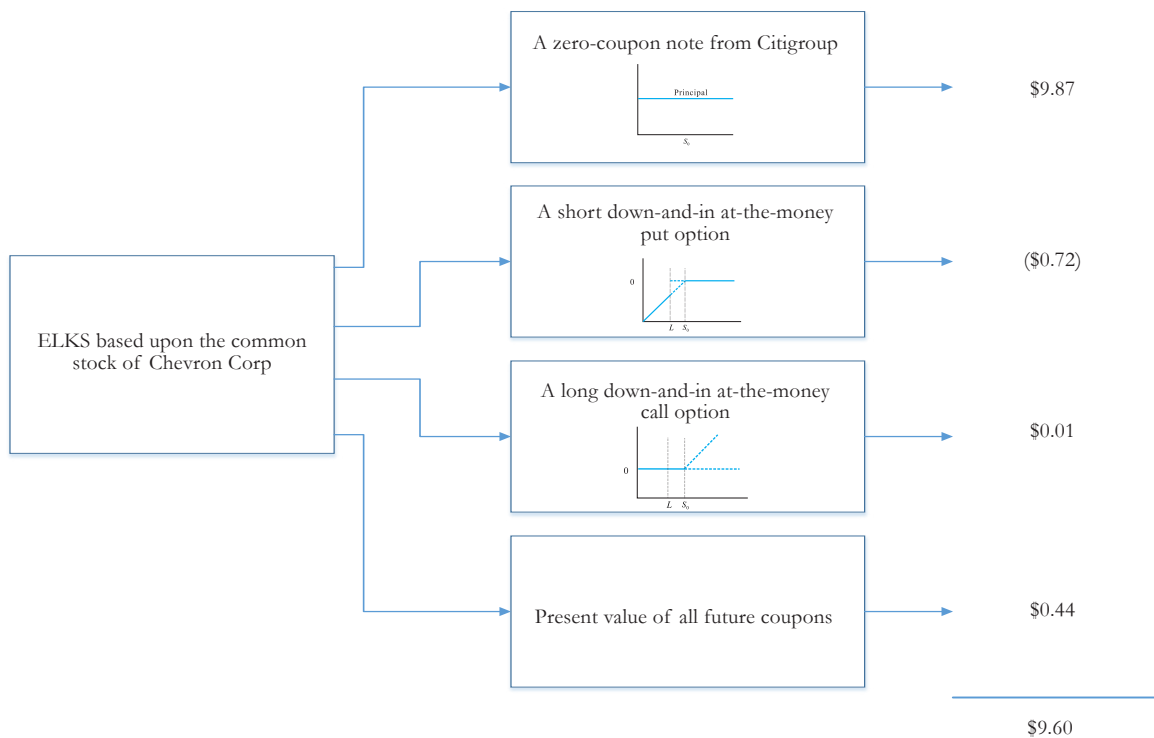 A zero-coupon note from Citigroup
Principal
S₀
$9.87
A short down-and-in at-the-money
put option
0
L S₀
($0.72)
ELKS based upon the common
stock of Chevron Corp
A long down-and-in at-the-money
call option
0
L S₀
$0.01
Present value of all future coupons
$0.44
$9.60